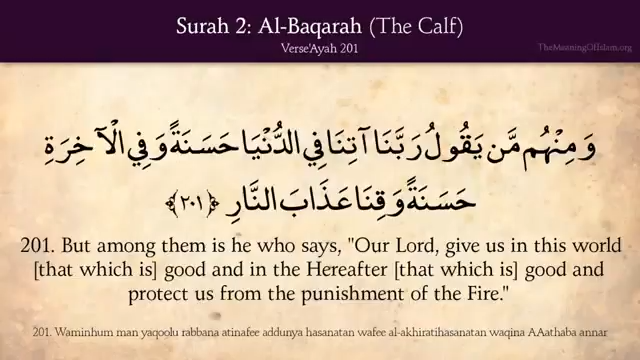 Surah 2: Al-Baqarah (The Calf)
Verse'Ayah 201
TheMeaningOfIslam.org
وَمِنْهُم مَّن يَقُولُ رَبَّنَا آتِنَا فِي الدُّنْيَا حَسَنَةً وَفِي الْآخِرَةِ
حَسَنَةً وَقِنَا عَذَابَ النَّارِ ﴿٢٠١﴾
201. But among them is he who says, "Our Lord, give us in this world
[that which is] good and in the Hereafter [that which is] good and
protect us from the punishment of the Fire."
201. Waminhum man yaqoolu rabbana atinafee addunya hasanatan wafee al-akhiratihasanatan waqina AAathaba annar